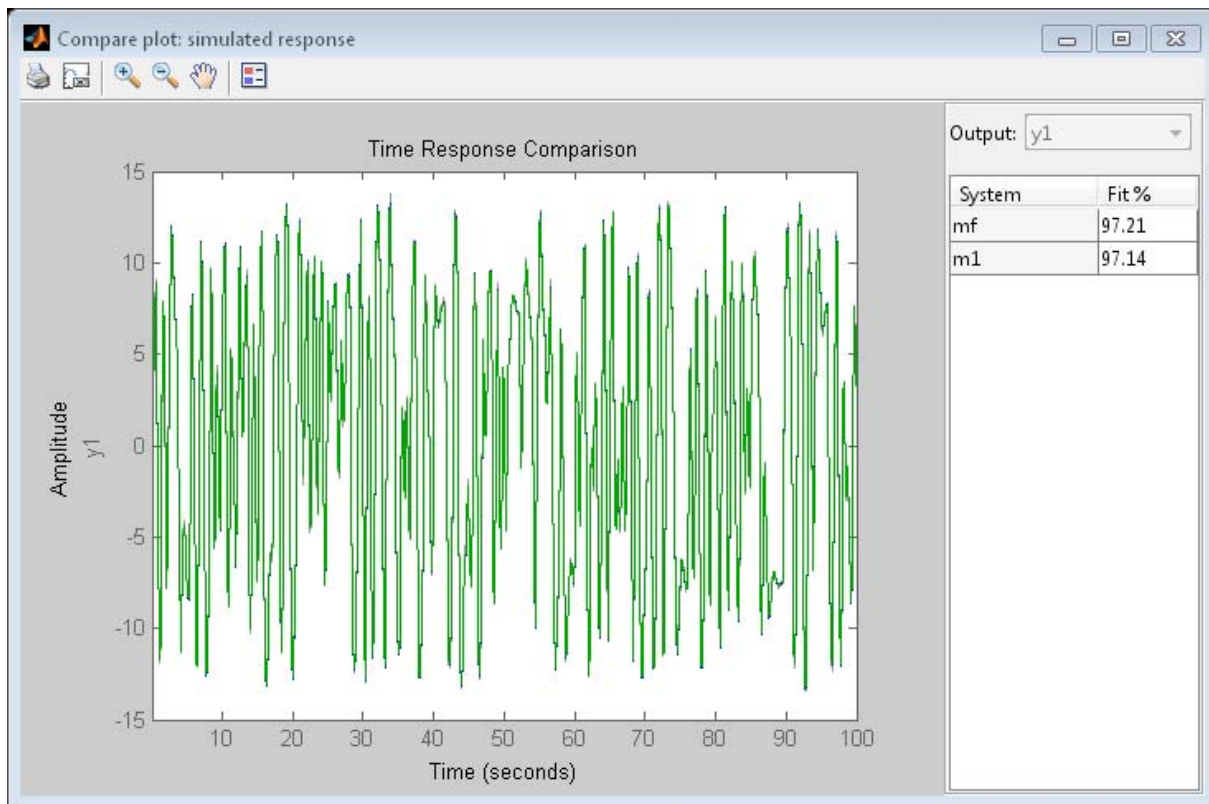 Compare plot: simulated response
Output: y1
System Fit %
mf 97.21
m1 97.14
Time Response Comparison
15
10
5
0
-5
-10
-15
Amplitude
y1
10 20 30 40 50 60 70 80 90 100
Time (seconds)